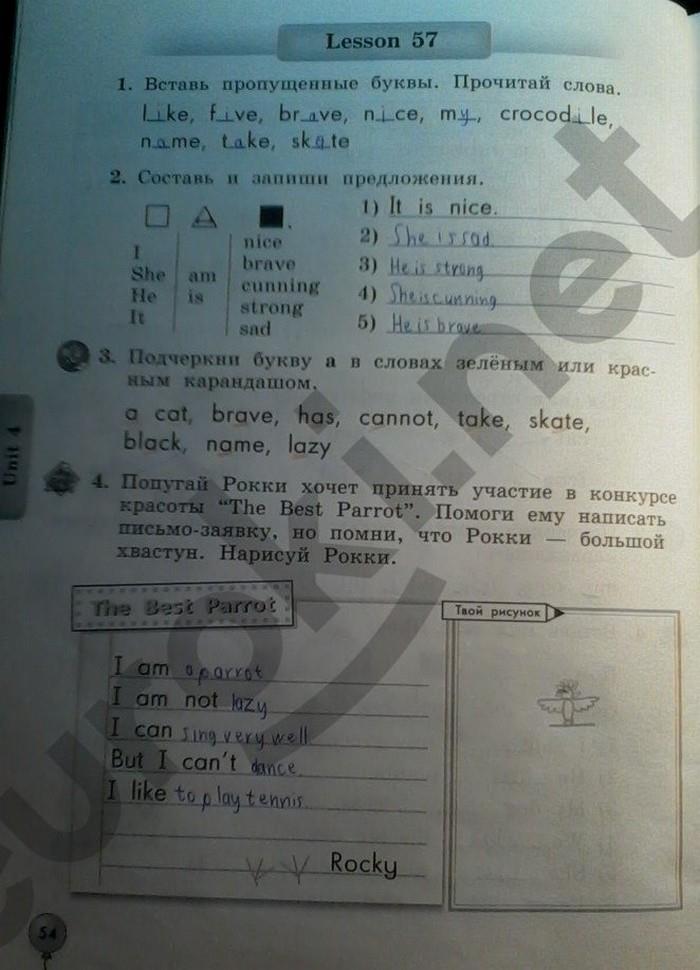 Lesson 57
1. Вставь пропущенные буквы. Прочитай слова.
like, five, brave, nice, my, crocodile,
name, take, skate
2. Составь и запиши предложения.
I
She
He
It
am
is
nice
brave
cunning
strong
sad
1) It is nice.
2) She is sad.
3) He is strong
4) She is cunning
5) He is brave
3. Подчеркни букву a в словах зелёным или крас-
ным карандашом.
a cat, brave, has, cannot, take, skate,
black, name, lazy
4. Попугай Рокки хочет принять участие в конкурсе
красоты “The Best Parrot”. Помоги ему написать
письмо-заявку, но помни, что Рокки — большой
хвастун. Нарисуй Рокки.
The Best Parrot
Твой рисунок
I am a parrot
I am not lazy
I can sing very well
But I can't dance
I like to play tennis
Rocky
Unit 4
54
euroki.net